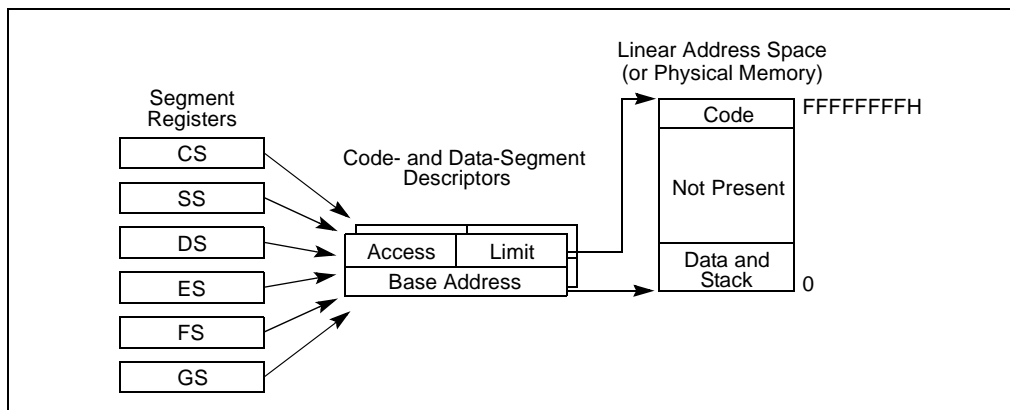 Linear Address Space
(or Physical Memory)
Segment
Registers
FFFFFFFFH
Code
CS
Code- and Data-Segment
Descriptors
SS
Not Present
DS
Access
Limit
Data and
Stack
ES
Base Address
0
FS
GS